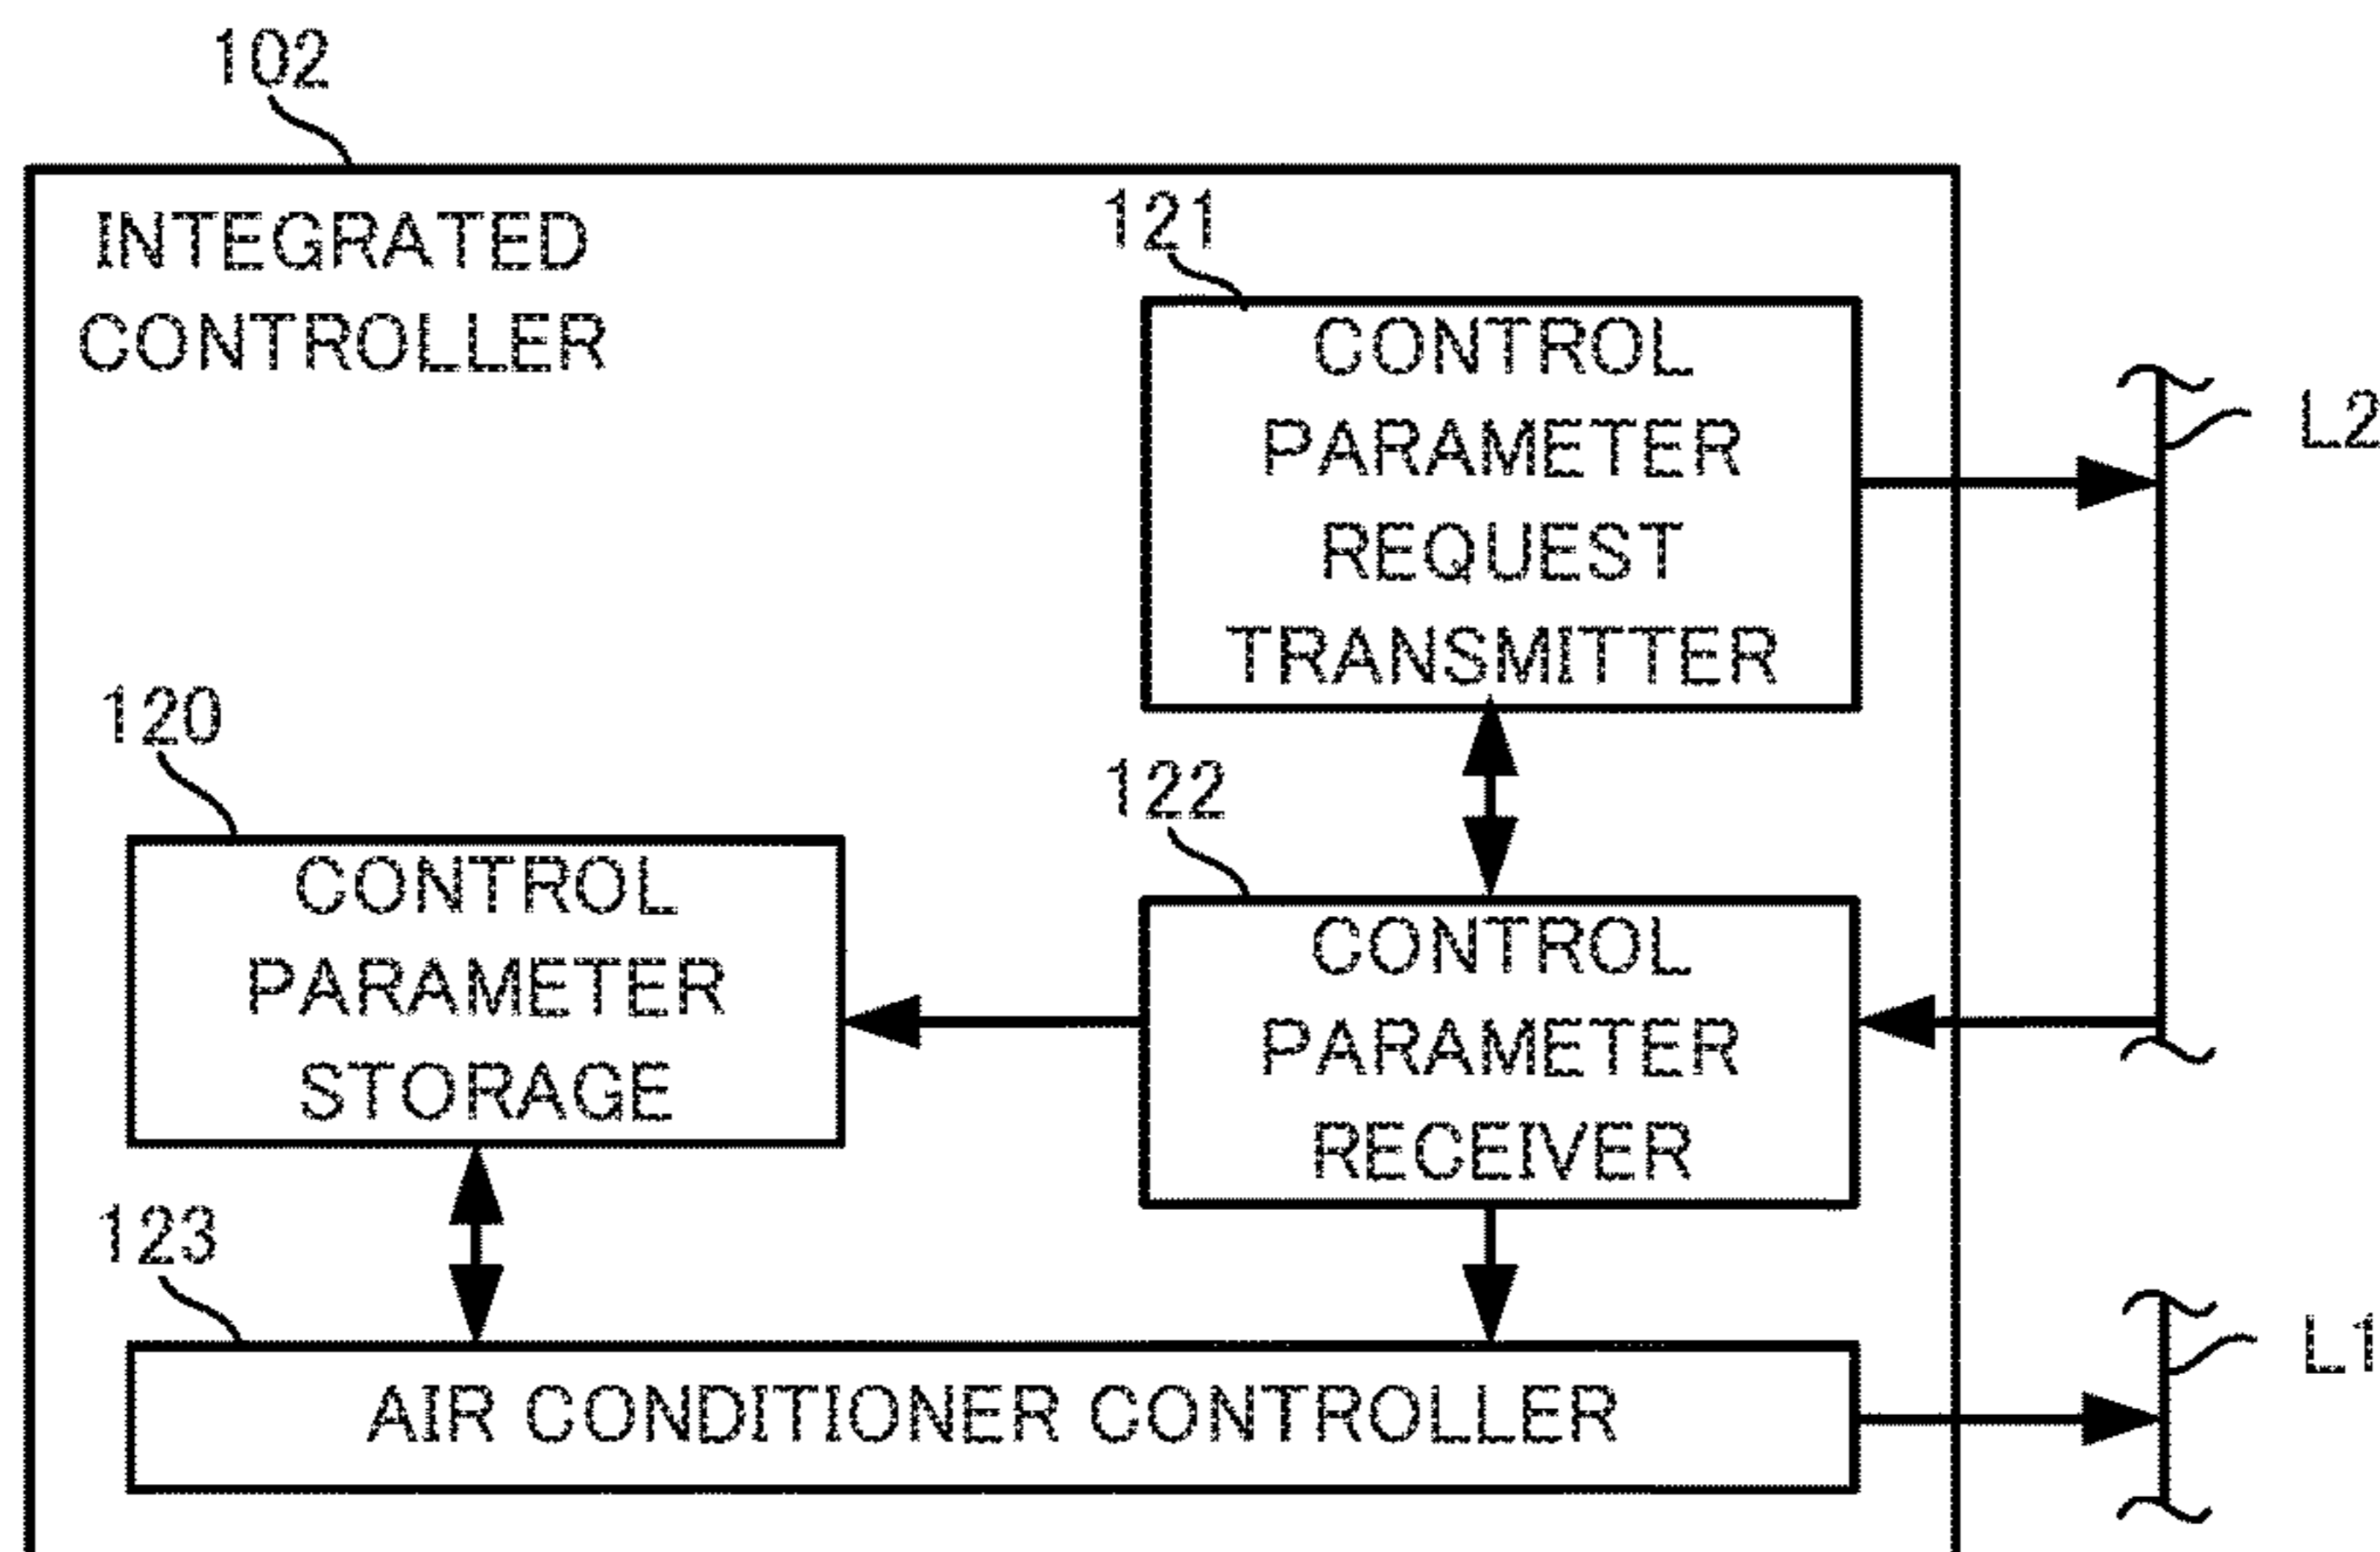 102
INTEGRATED
CONTROLLER
121
CONTROL
PARAMETER
REQUEST
TRANSMITTER
L2
120
CONTROL
PARAMETER
STORAGE
122
CONTROL
PARAMETER
RECEIVER
123
AIR CONDITIONER CONTROLLER
L1